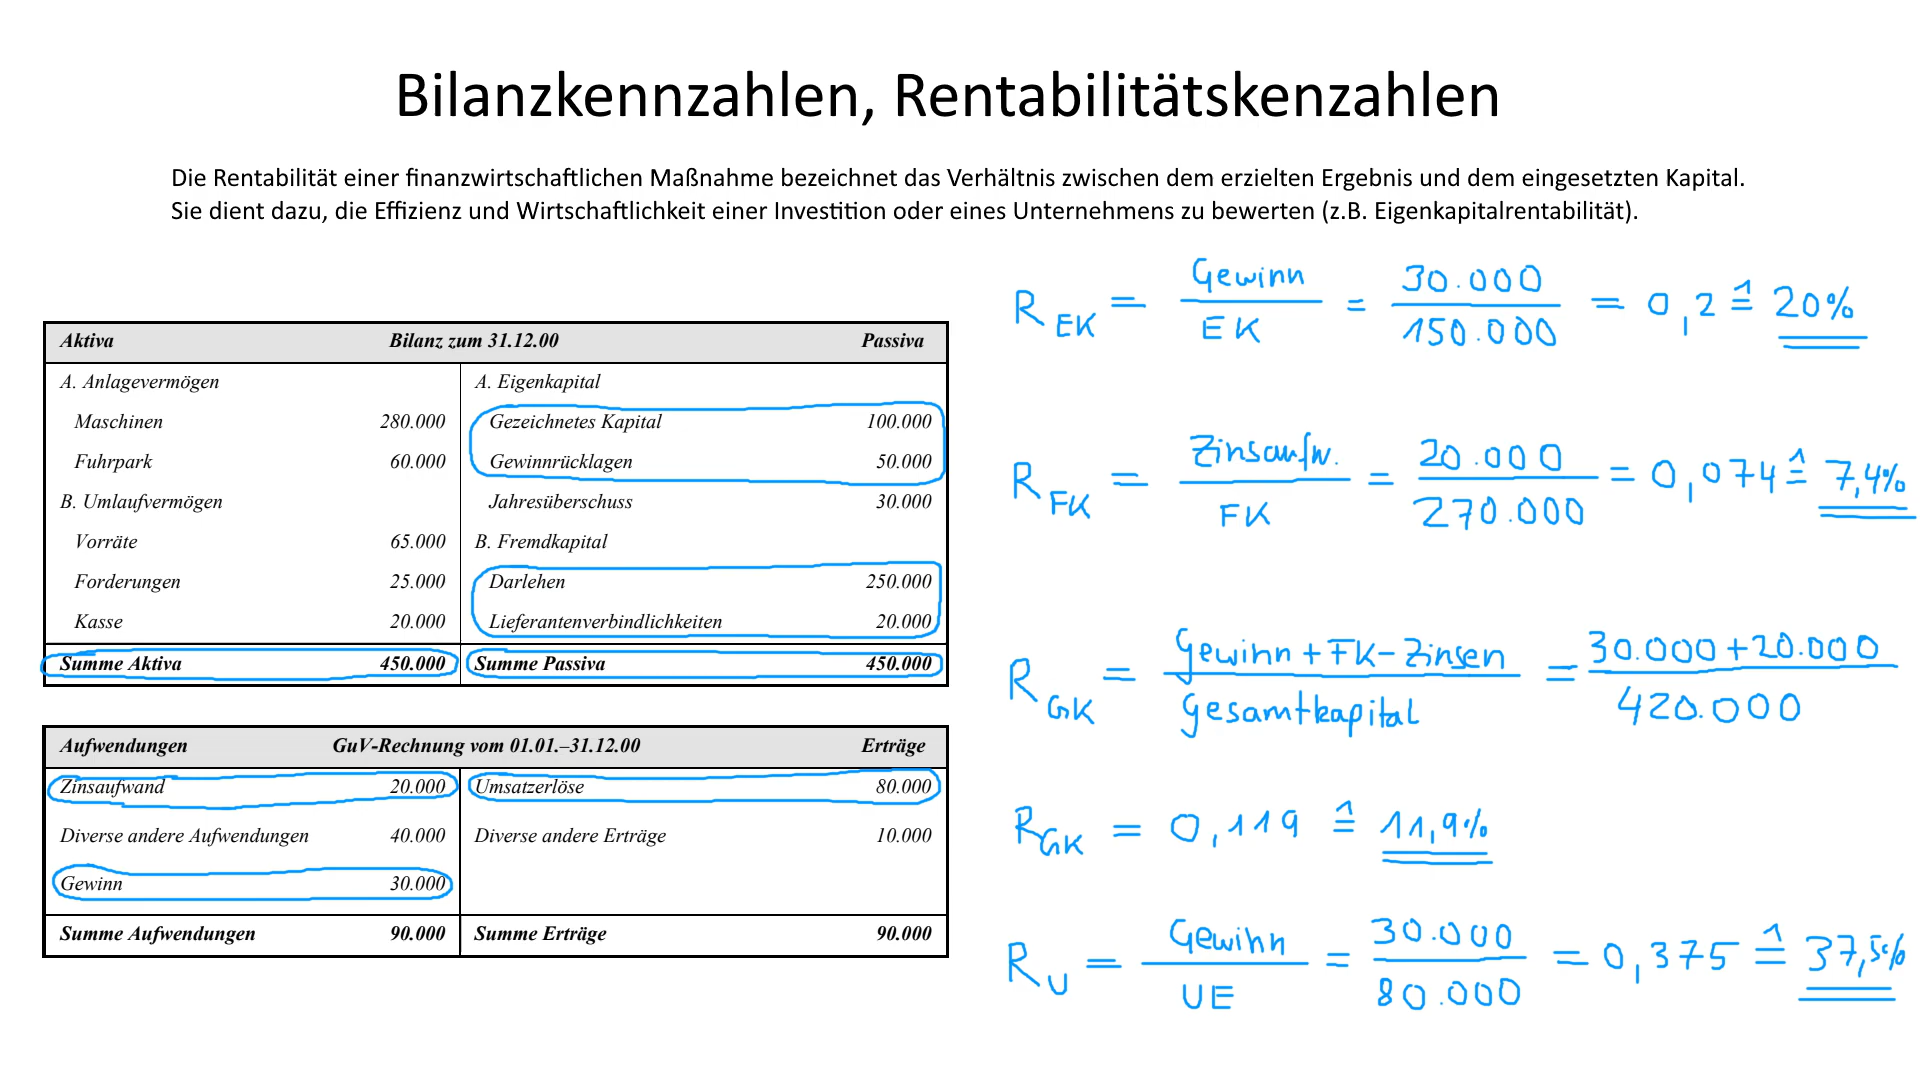 Bilanzkennzahlen, Rentabilitätskenzahlen
Die Rentabilität einer finanzwirtschaftlichen Maßnahme bezeichnet das Verhältnis zwischen dem erzielten Ergebnis und dem eingesetzten Kapital.
Sie dient dazu, die Effizienz und Wirtschaftlichkeit einer Investition oder eines Unternehmens zu bewerten (z.B. Eigenkapitalrentabilität).
Aktiva Bilanz zum 31.12.00 Passiva
A. Anlagevermögen A. Eigenkapital
Maschinen 280.000 Gezeichnetes Kapital 100.000
Fuhrpark 60.000 Gewinnrücklagen 50.000
B. Umlaufvermögen Jahresüberschuss 30.000
Vorräte 65.000 B. Fremdkapital
Forderungen 25.000 Darlehen 250.000
Kasse 20.000 Lieferantenverbindlichkeiten 20.000
Summe Aktiva 450.000 Summe Passiva 450.000
Aufwendungen GuV-Rechnung vom 01.01.–31.12.00 Erträge
Zinsaufwand 20.000 Umsatzerlöse 80.000
Diverse andere Aufwendungen 40.000 Diverse andere Erträge 10.000
Gewinn 30.000
Summe Aufwendungen 90.000 Summe Erträge 90.000
R EK = Gewinn / EK = 30.000 / 150.000 = 0,2 ≙ 20%
R FK = Zinsaufw. / FK = 20.000 / 270.000 = 0,074 ≙ 7,4%
R GK = Gewinn + FK-Zinsen / Gesamtkapital = 30.000 + 20.000 / 420.000
R GK = 0,119 ≙ 11,9%
R U = Gewinn / UE = 30.000 / 80.000 = 0,375 ≙ 37,5%